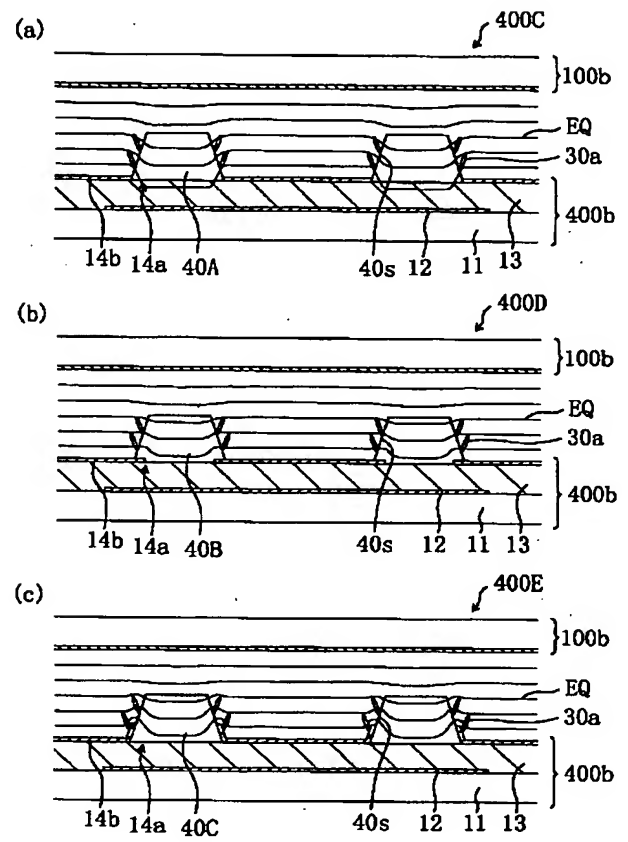 (a)
400C
100b
EQ
30a
400b
14b 14a 40A 40s 12 11 13
(b)
400D
100b
EQ
30a
400b
14b 14a 40B 40s 12 11 13
(c)
400E
100b
EQ
30a
400b
14b 14a 40C 40s 12 11 13